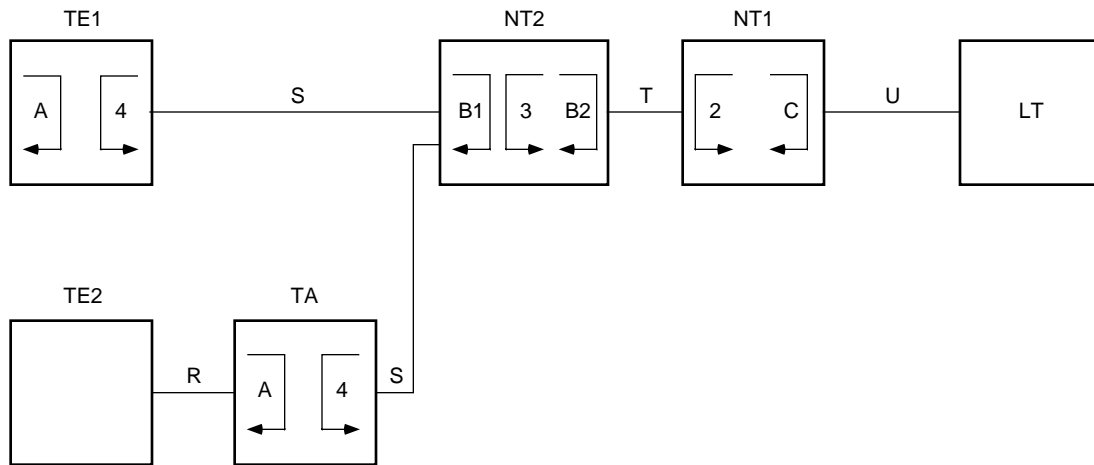 TE1 NT2 NT1
A 4 S B1 3 B2 T 2 C U LT
TE2 TA
R A 4 S